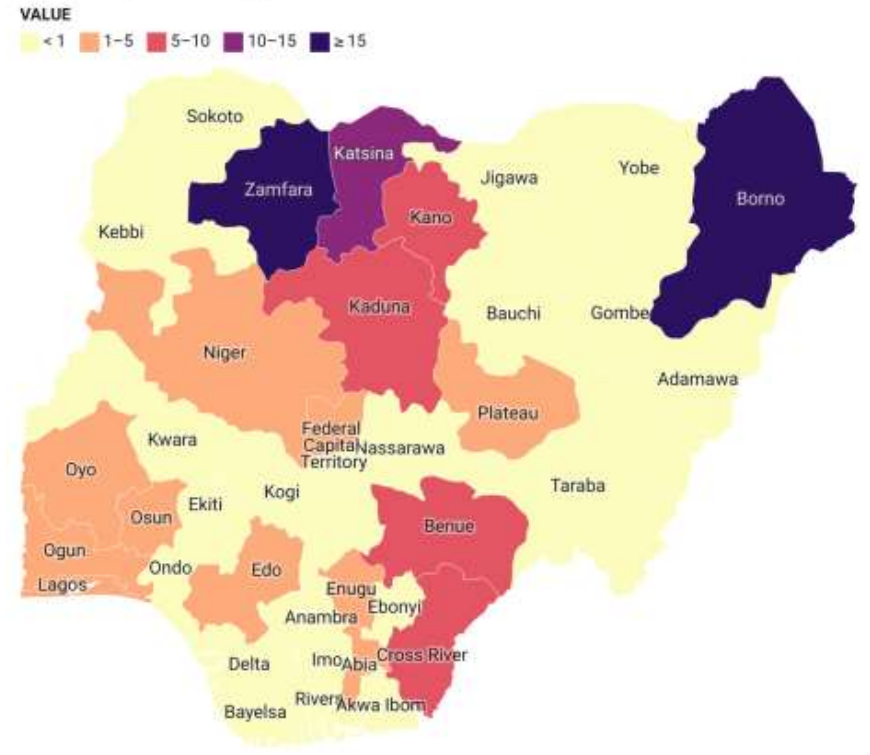 VALUE
< 1 1–5 5–10 10–15 ≥ 15
Sokoto
Katsina
Zamfara
Jigawa
Yobe
Borno
Kano
Kebbi
Kaduna
Bauchi
Gombe
Niger
Adamawa
Plateau
Federal
Capital
Territory
Nassarawa
Kwara
Oyo
Taraba
Kogi
Ekiti
Osun
Benue
Ogun
Ondo
Edo
Lagos
Enugu
Ebonyi
Anambra
Cross River
Imo
Abia
Delta
Rivers
Akwa Ibom
Bayelsa